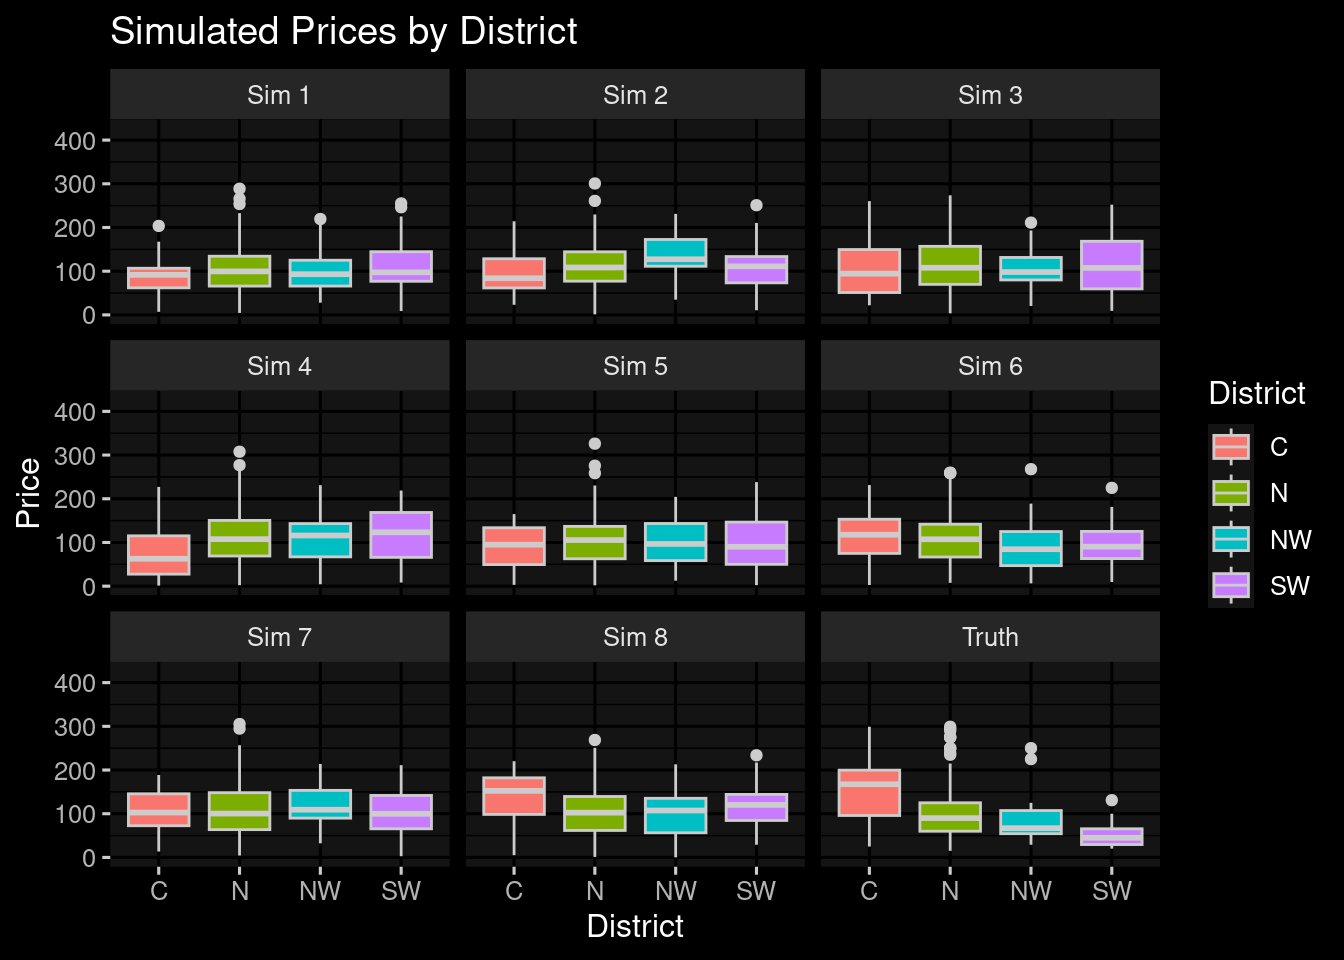 Simulated Prices by District
Sim 1
Sim 2
Sim 3
400
300
200
100
0
Sim 4
Sim 5
Sim 6
400
300
200
100
0
Sim 7
Sim 8
Truth
400
300
200
100
0
C N NW SW
C N NW SW
C N NW SW
District
Price
District
C
N
NW
SW